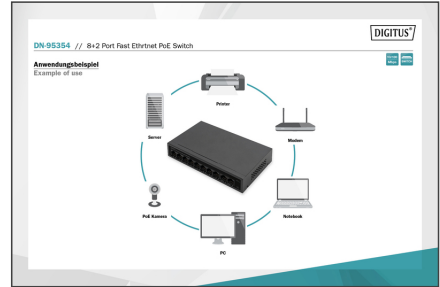 DIGITUS®
DN-95354 // 8+2 Port Fast Ethrtnet PoE Switch
Anwendungsbeispiel
Example of use
Printer
Server
Modem
PoE Kamera
Notebook
PC